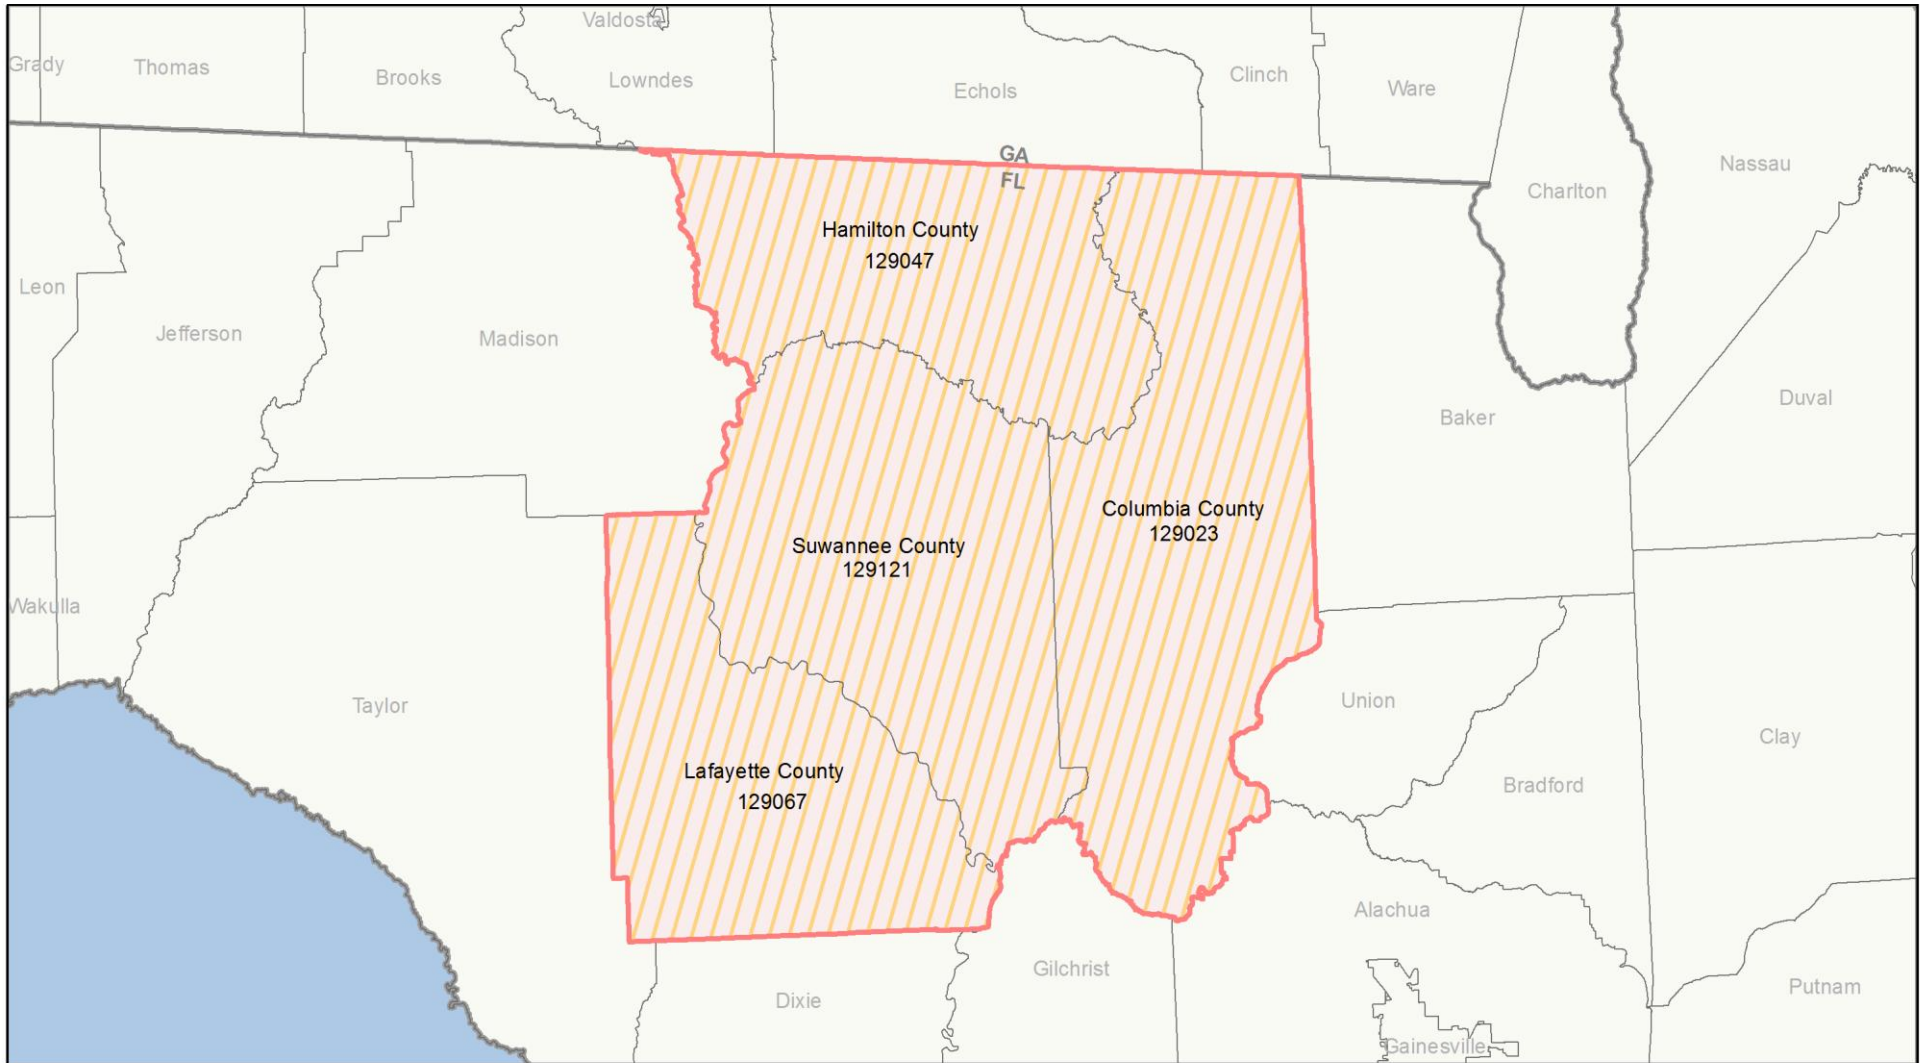 Valdosta
Grady
Thomas
Brooks
Lowndes
Echols
Clinch
Ware
Charlton
Nassau
GA
FL
Hamilton County
129047
Leon
Jefferson
Madison
Baker
Duval
Columbia County
129023
Suwannee County
129121
Wakulla
Taylor
Union
Clay
Lafayette County
129067
Bradford
Alachua
Gilchrist
Dixie
Putnam
Gainesville